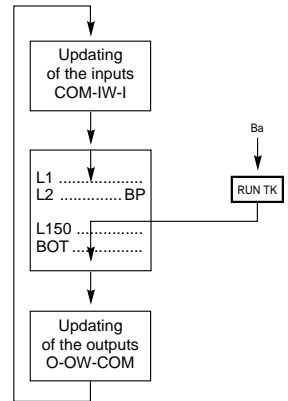 Updating
of the inputs
COM-IW-I
Ba
L1 ..................
L2 .............. BP
RUN TK
L150 ..............
BOT ...............
Updating
of the outputs
O-OW-COM